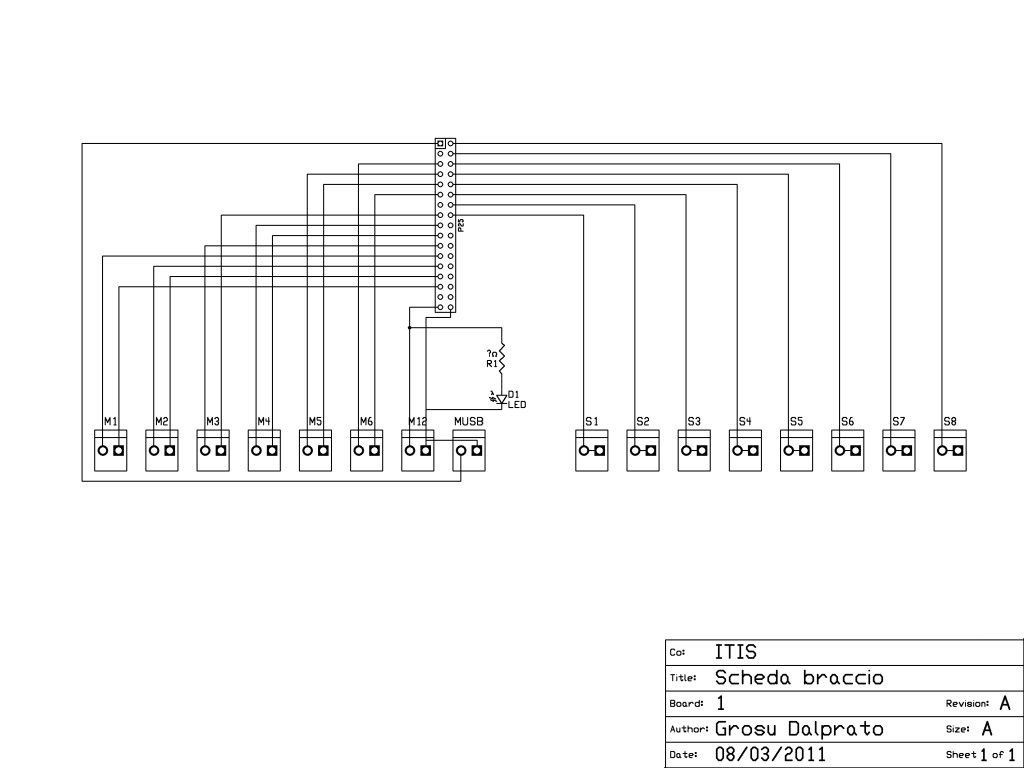 P25
?Ω
R1
D1
LED
M1 M2 M3 M4 M5 M6 M12 MUSB S1 S2 S3 S4 S5 S6 S7 S8
Co: ITIS
Title: Scheda braccio
Board: 1 Revision: A
Author: Grosu Dalprato Size: A
Date: 08/03/2011 Sheet 1 of 1